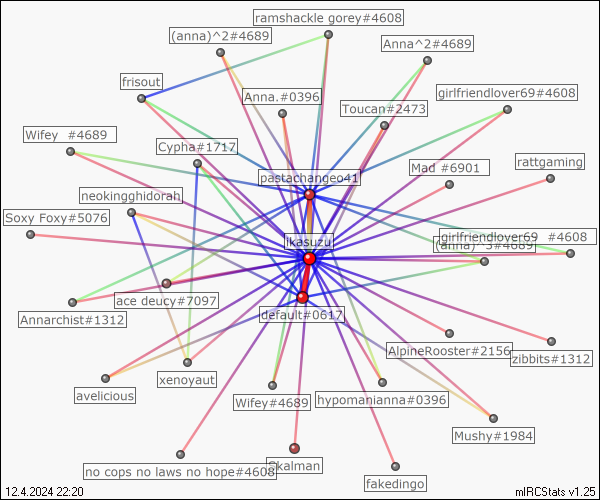 ramshackle gorey#4608
(anna)^2#4689
Anna^2#4689
frisout
girlfriendlover69#4608
Anna.#0396
Toucan#2473
Wifey #4689
Cypha#1717
Mad #6901
rattgaming
pastachangeo41
neokingghidorah
Soxy Foxy#5076
girlfriendlover69 #4608
jkasuzu
(anna)^3#4689
ace deucy#7097
default#0617
Annarchist#1312
AlpineRooster#2156
zibbits#1312
xenoyaut
avelicious
Wifey#4689
hypomanianna#0396
Mushy#1984
no cops no laws no hope#4608
Skalman
fakedingo
12.4.2024 22:20
mIRCStats v1.25